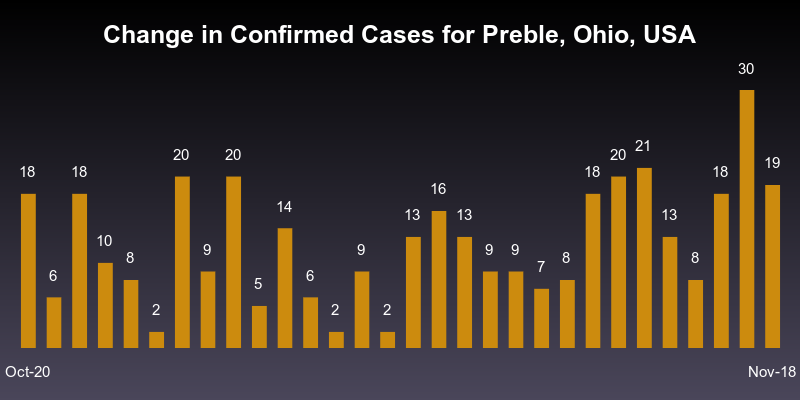 Change in Confirmed Cases for Preble, Ohio, USA
18 6 18 10 8 2 20 9 20 5 14 6 2 9 2 13 16 13 9 9 7 8 18 20 21 13 8 18 30 19
Oct-20 Nov-18